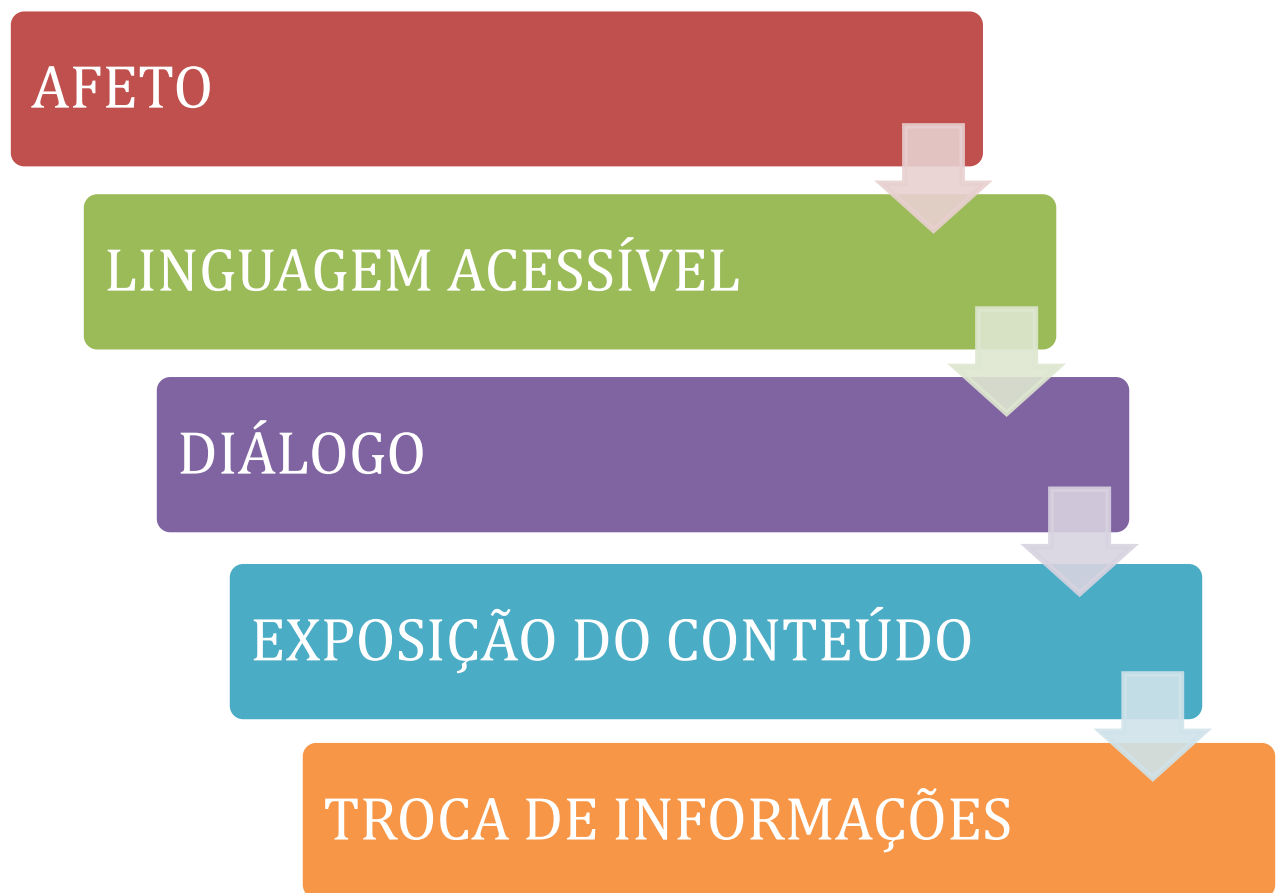 AFETO
LINGUAGEM ACESSÍVEL
DIÁLOGO
EXPOSIÇÃO DO CONTEÚDO
TROCA DE INFORMAÇÕES